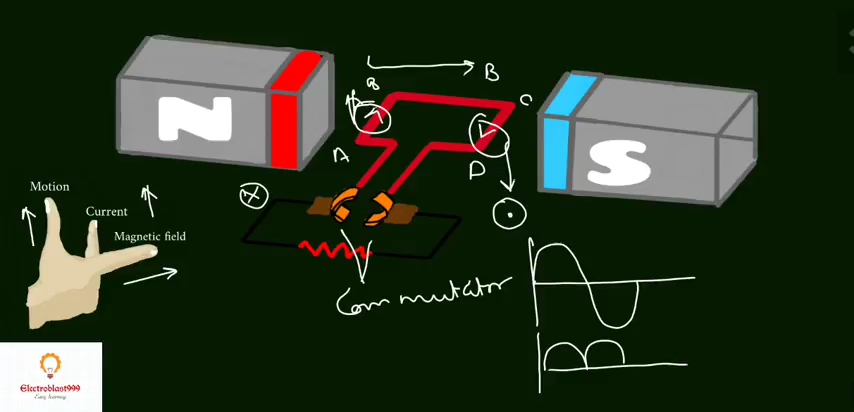 B
B
C
N
A
D
S
Motion
Current
Magnetic field
Commutator
Electroblast999
Easy learning